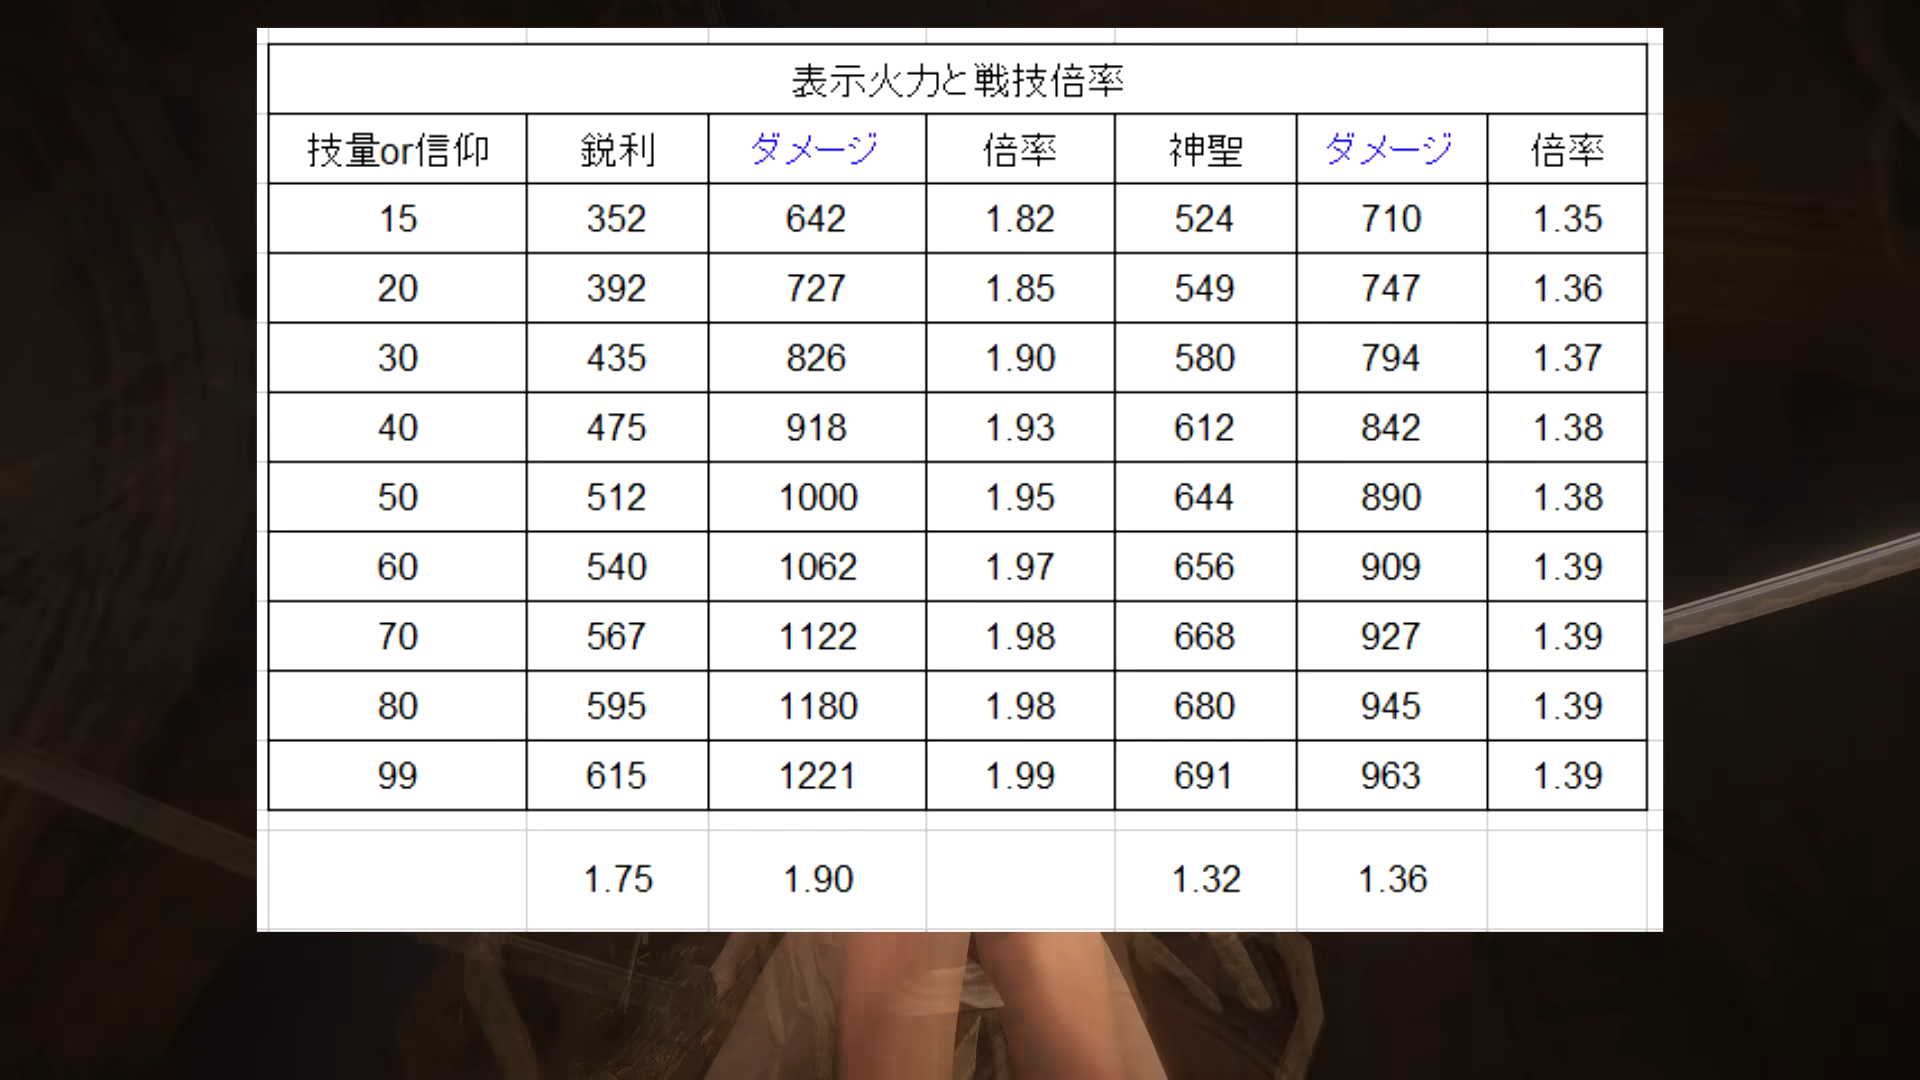 表示火力と戦技倍率
技量or信仰 鋭利 ダメージ 倍率 神聖 ダメージ 倍率
15 352 642 1.82 524 710 1.35
20 392 727 1.85 549 747 1.36
30 435 826 1.90 580 794 1.37
40 475 918 1.93 612 842 1.38
50 512 1000 1.95 644 890 1.38
60 540 1062 1.97 656 909 1.39
70 567 1122 1.98 668 927 1.39
80 595 1180 1.98 680 945 1.39
99 615 1221 1.99 691 963 1.39
1.75 1.90 1.32 1.36